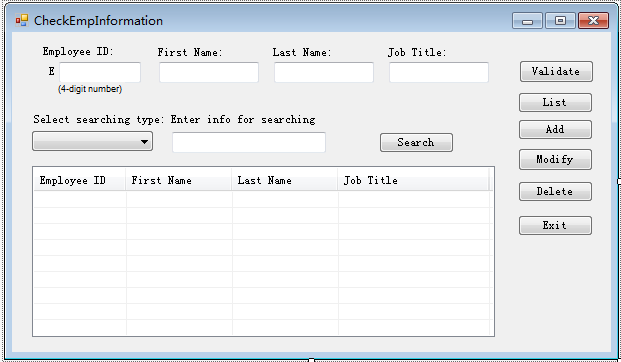 CheckEmpInformation
Employee ID: First Name: Last Name: Job Title:
E
(4-digit number)
Validate
List
Add
Modify
Delete
Exit
Select searching type: Enter info for searching
Search
Employee ID First Name Last Name Job Title